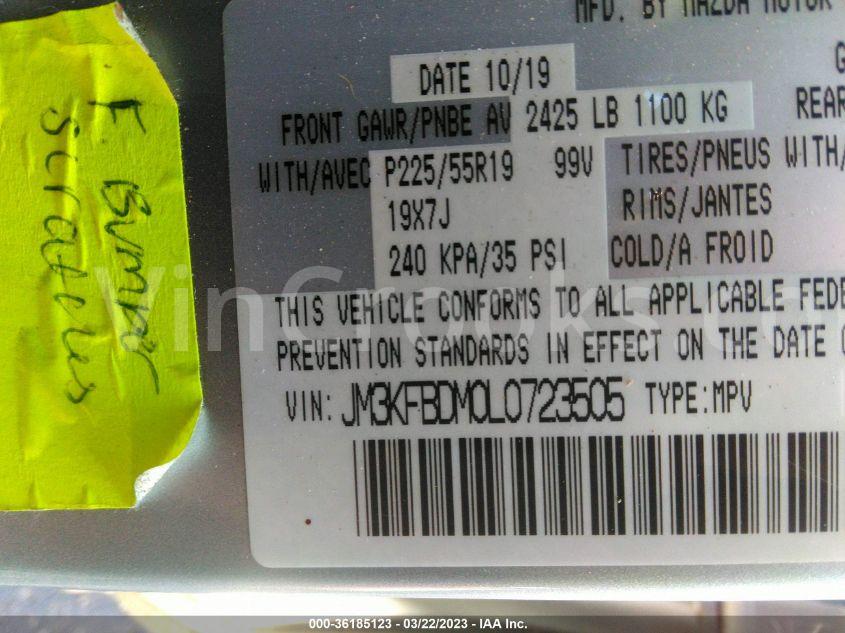 MFD. BY MAZDA MOTOR
DATE 10/19
FRONT GAWR/PNBE AV 2425 LB 1100 KG
REAR
WITH/AVEC P225/55R19 99V TIRES/PNEUS WITH/
19X7J RIMS/JANTES
240 KPA/35 PSI COLD/A FROID
THIS VEHICLE CONFORMS TO ALL APPLICABLE FEDE
PREVENTION STANDARDS IN EFFECT ON THE DATE O
VIN: JM3KFBDM0L0723505 TYPE:MPV
F. Bumper
scratches
VinCrooks.com
000-36185123 - 03/22/2023 - IAA Inc.